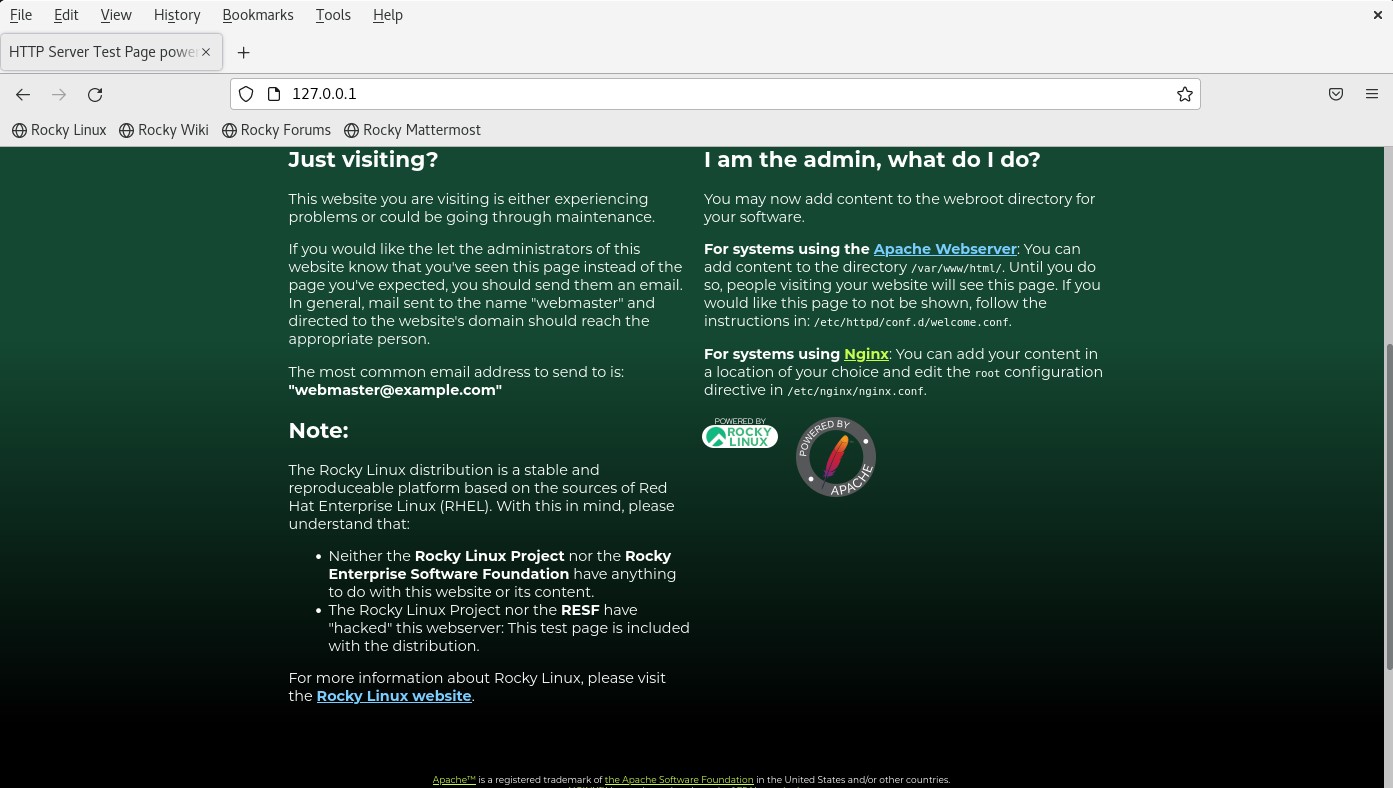 File Edit View History Bookmarks Tools Help
HTTP Server Test Page powe
127.0.0.1
Rocky Linux Rocky Wiki Rocky Forums Rocky Mattermost
Just visiting?
This website you are visiting is either experiencing
problems or could be going through maintenance.
If you would like the let the administrators of this
website know that you've seen this page instead of the
page you've expected, you should send them an email.
In general, mail sent to the name "webmaster" and
directed to the website's domain should reach the
appropriate person.
The most common email address to send to is:
"webmaster@example.com"
Note:
The Rocky Linux distribution is a stable and
reproduceable platform based on the sources of Red
Hat Enterprise Linux (RHEL). With this in mind, please
understand that:
• Neither the Rocky Linux Project nor the Rocky
Enterprise Software Foundation have anything
to do with this website or its content.
• The Rocky Linux Project nor the RESF have
"hacked" this webserver: This test page is included
with the distribution.
For more information about Rocky Linux, please visit
the Rocky Linux website.
I am the admin, what do I do?
You may now add content to the webroot directory for
your software.
For systems using the Apache Webserver: You can
add content to the directory /var/www/html/. Until you do
so, people visiting your website will see this page. If you
would like this page to not be shown, follow the
instructions in: /etc/httpd/conf.d/welcome.conf.
For systems using Nginx: You can add your content in
a location of your choice and edit the root configuration
directive in /etc/nginx/nginx.conf.
POWERED BY
ROCKY
LINUX
POWERED BY
APACHE
Apache™ is a registered trademark of the Apache Software Foundation in the United States and/or other countries.